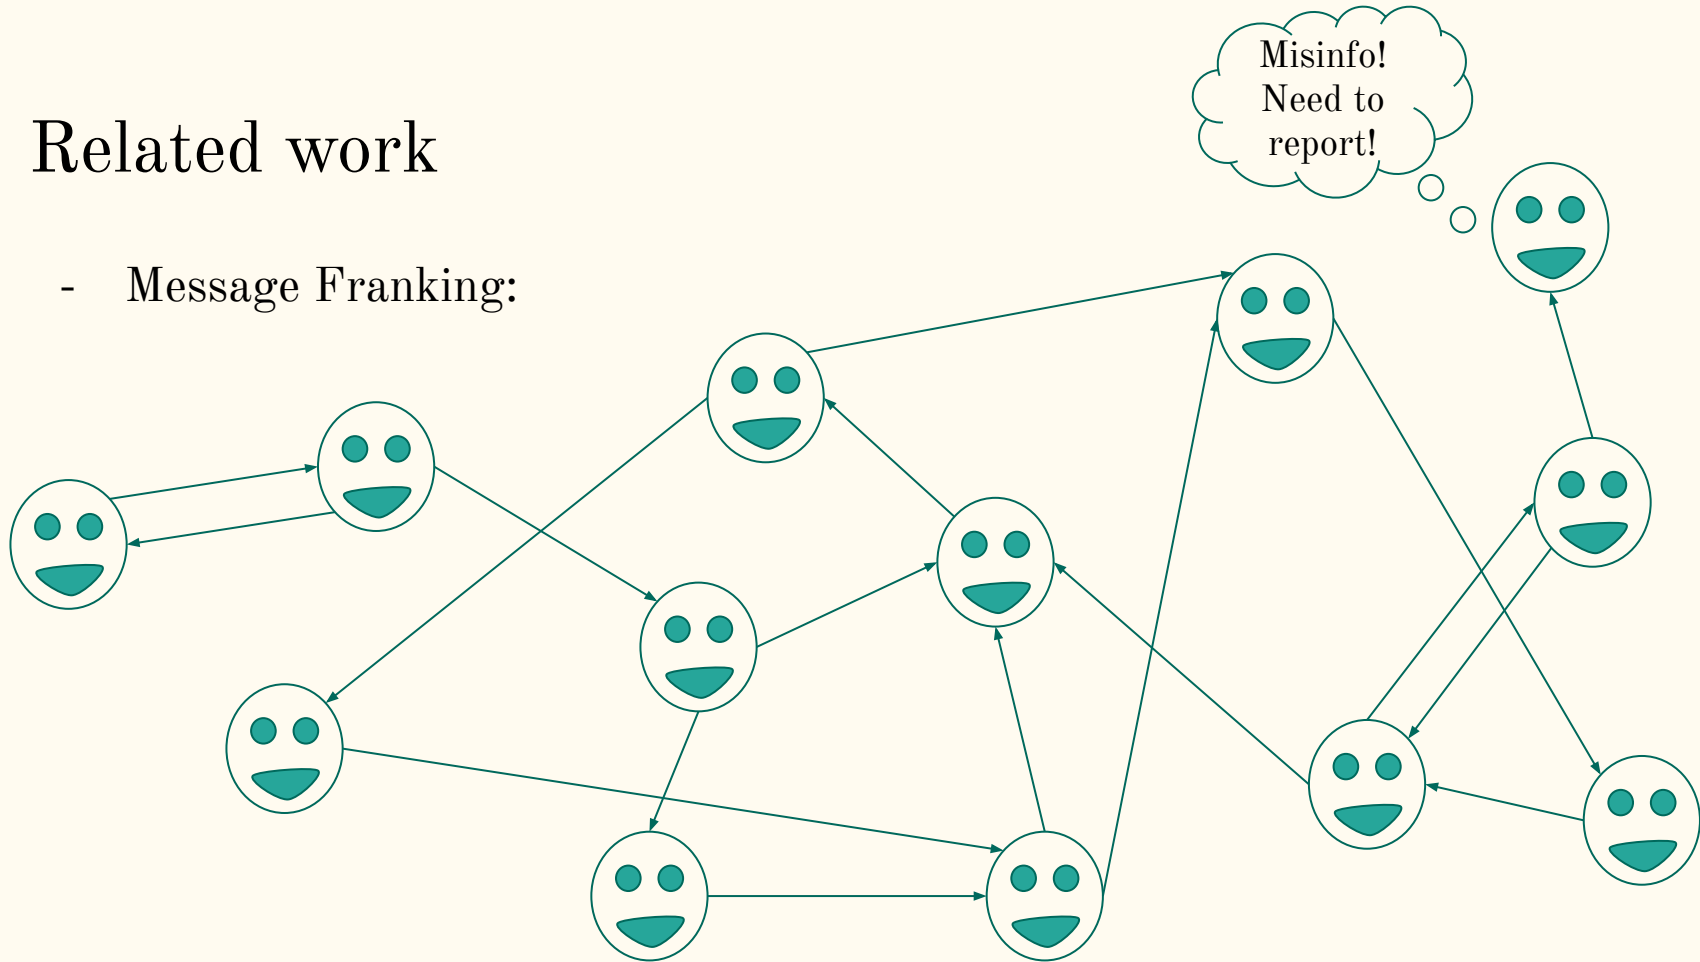 Misinfo!
Need to
report!
Related work
- Message Franking: